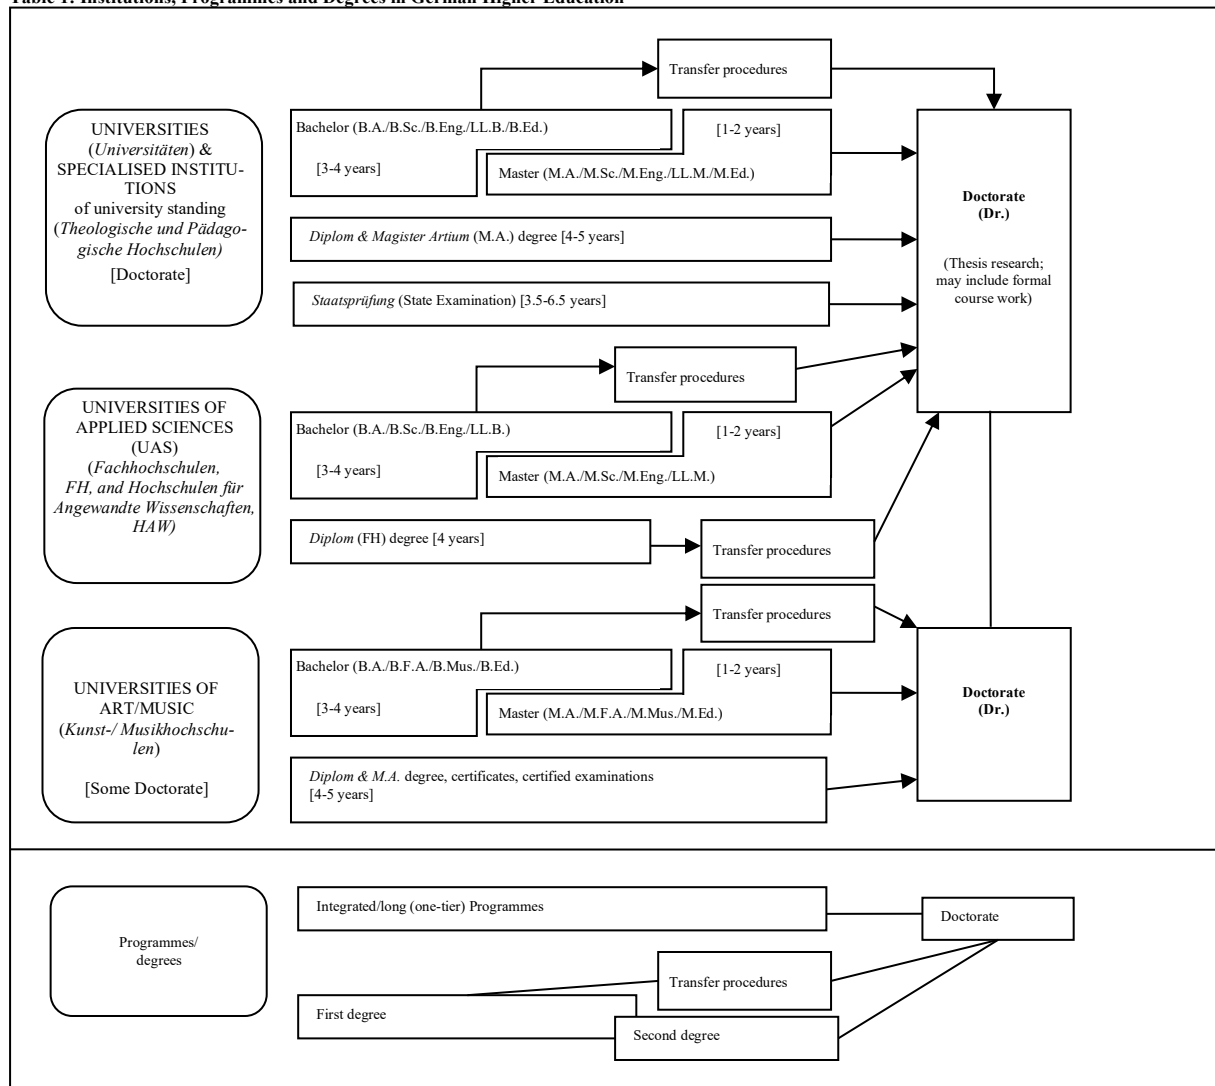 Table 1: Institutions, Programmes and Degrees in German Higher Education
Transfer procedures
UNIVERSITIES
(Universitäten) &
SPECIALISED INSTITU-
TIONS
of university standing
(Theologische und Pädago-
gische Hochschulen)
[Doctorate]
Bachelor (B.A./B.Sc./B.Eng./LL.B./B.Ed.)
[3-4 years]
[1-2 years]
Master (M.A./M.Sc./M.Eng./LL.M./M.Ed.)
Diplom & Magister Artium (M.A.) degree [4-5 years]
Staatsprüfung (State Examination) [3.5-6.5 years]
Doctorate
(Dr.)
(Thesis research;
may include formal
course work)
Transfer procedures
UNIVERSITIES OF
APPLIED SCIENCES
(UAS)
(Fachhochschulen,
FH, and Hochschulen für
Angewandte Wissenschaften,
HAW)
Bachelor (B.A./B.Sc./B.Eng./LL.B.)
[3-4 years]
[1-2 years]
Master (M.A./M.Sc./M.Eng./LL.M.)
Diplom (FH) degree [4 years]
Transfer procedures
Transfer procedures
UNIVERSITIES OF
ART/MUSIC
(Kunst-/ Musikhochschu-
len)
[Some Doctorate]
Bachelor (B.A./B.F.A./B.Mus./B.Ed.)
[3-4 years]
[1-2 years]
Master (M.A./M.F.A./M.Mus./M.Ed.)
Diplom & M.A. degree, certificates, certified examinations
[4-5 years]
Doctorate
(Dr.)
Programmes/
degrees
Integrated/long (one-tier) Programmes
Doctorate
Transfer procedures
First degree
Second degree